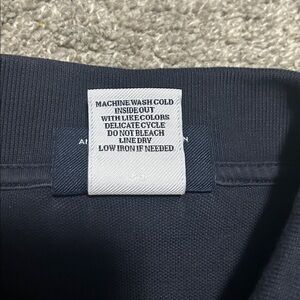 MACHINE WASH COLD
INSIDE OUT
WITH LIKE COLORS
DELICATE CYCLE
DO NOT BLEACH
LINE DRY
LOW IRON IF NEEDED